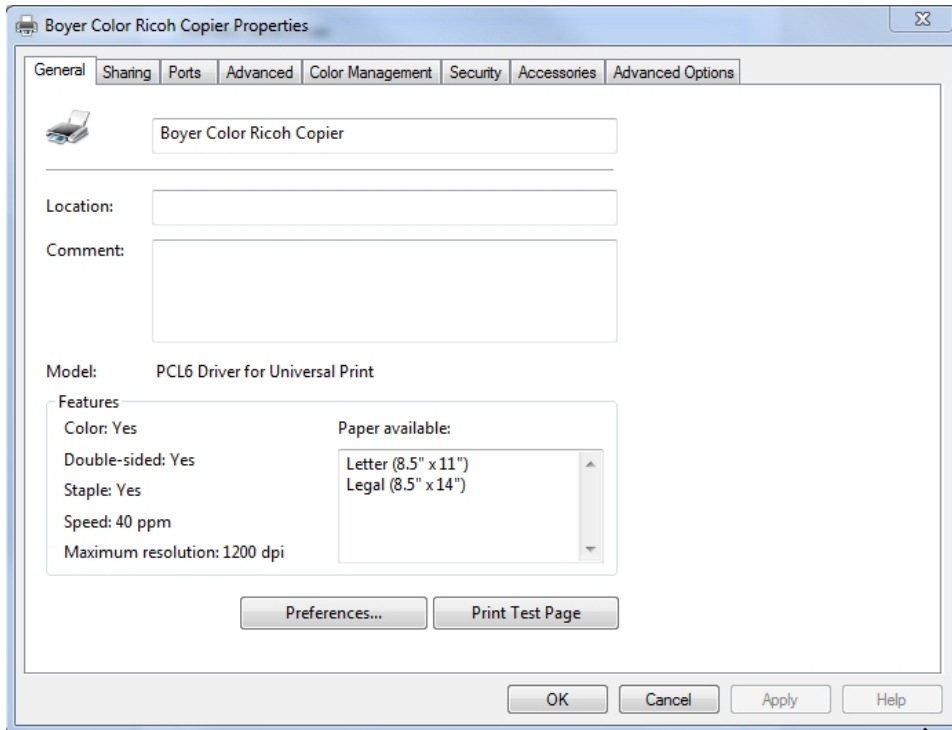 Boyer Color Ricoh Copier Properties
General Sharing Ports Advanced Color Management Security Accessories Advanced Options
Boyer Color Ricoh Copier
Location:
Comment:
Model: PCL6 Driver for Universal Print
Features
Color: Yes
Double-sided: Yes
Staple: Yes
Speed: 40 ppm
Maximum resolution: 1200 dpi
Paper available:
Letter (8.5" x 11")
Legal (8.5" x 14")
Preferences... Print Test Page
OK Cancel Apply Help